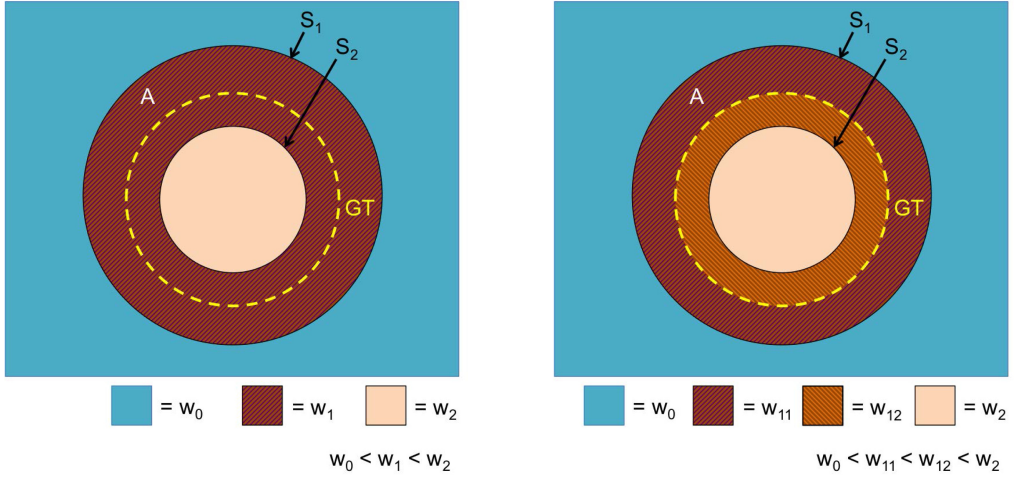 S₁
S₂
A
GT
= w₀ = w₁ = w₂
w₀ < w₁ < w₂
S₁
S₂
A
GT
= w₀ = w₁₁ = w₁₂ = w₂
w₀ < w₁₁ < w₁₂ < w₂